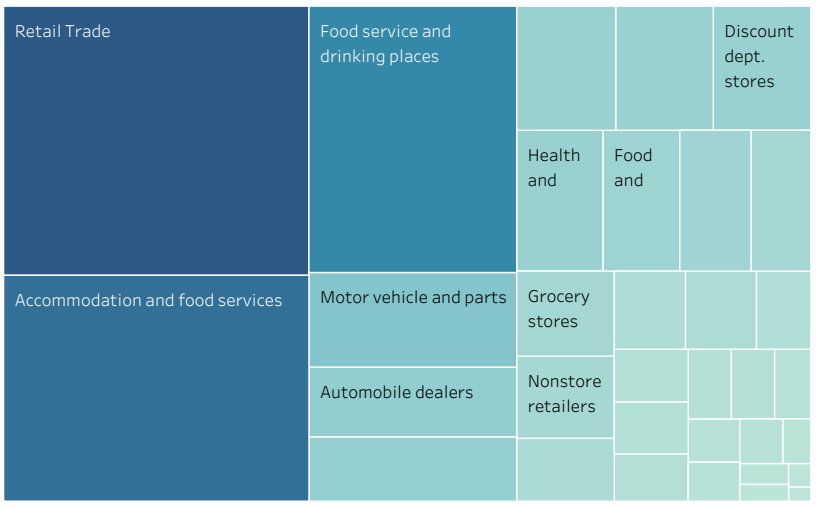 Retail Trade
Accommodation and food services
Food service and
drinking places
Motor vehicle and parts
Automobile dealers
Discount
dept.
stores
Health
and
Food
and
Grocery
stores
Nonstore
retailers